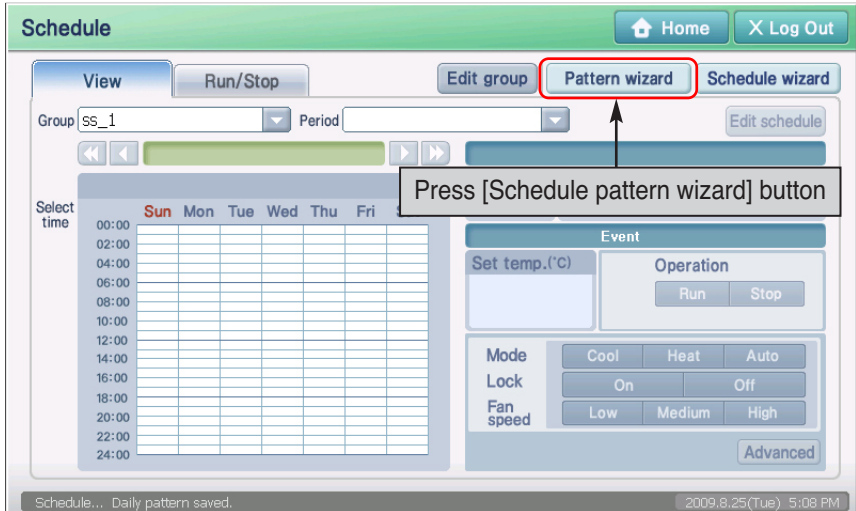 Schedule
Home
X Log Out
View
Run/Stop
Edit group
Pattern wizard
Schedule wizard
Group ss_1
Period
Edit schedule
Press [Schedule pattern wizard] button
Select time
Sun Mon Tue Wed Thu Fri
00:00
02:00
04:00
06:00
08:00
10:00
12:00
14:00
16:00
18:00
20:00
22:00
24:00
Event
Set temp.(°C)
Operation
Run Stop
Mode Cool Heat Auto
Lock On Off
Fan speed Low Medium High
Advanced
Schedule... Daily pattern saved.
2009.8.25(Tue) 5:08 PM